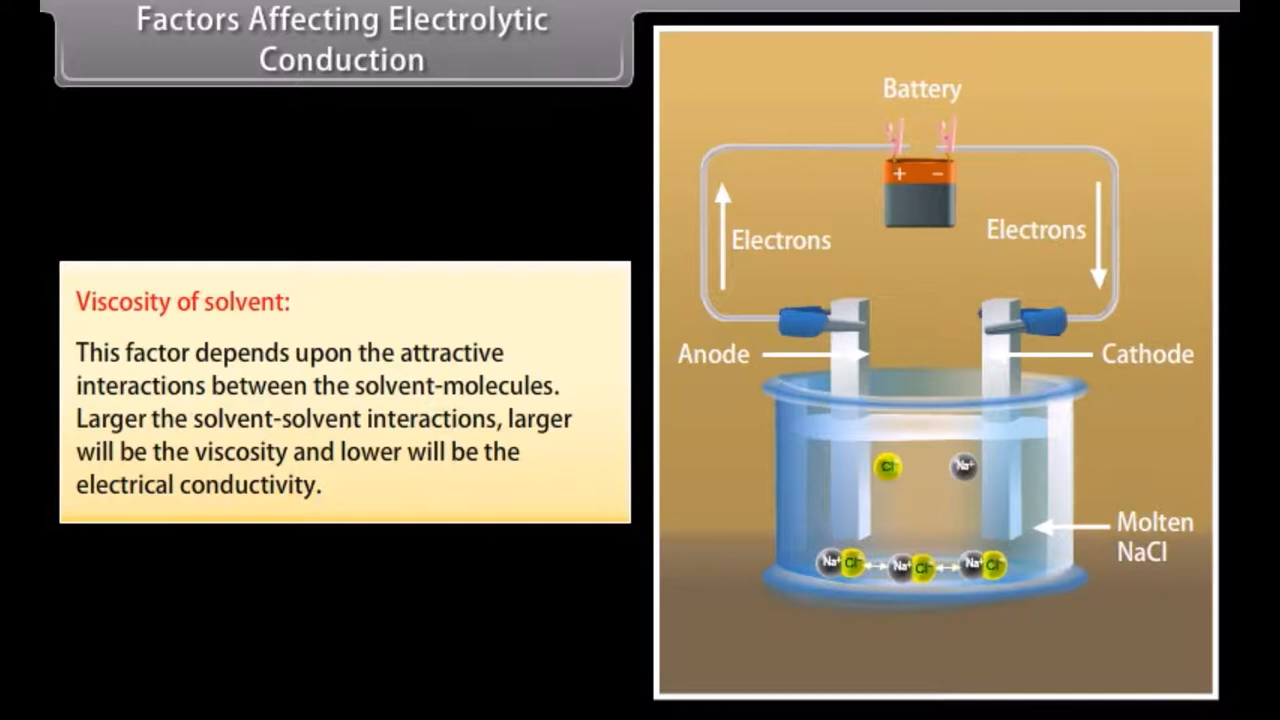 Factors Affecting Electrolytic
Conduction
Viscosity of solvent:
This factor depends upon the attractive
interactions between the solvent-molecules.
Larger the solvent-solvent interactions, larger
will be the viscosity and lower will be the
electrical conductivity.
Battery
+ −
Electrons
Electrons
Anode
Cathode
Cl⁻
Na⁺
Molten
NaCl
Na⁺ Cl⁻ Na⁺ Cl⁻ Na⁺ Cl⁻